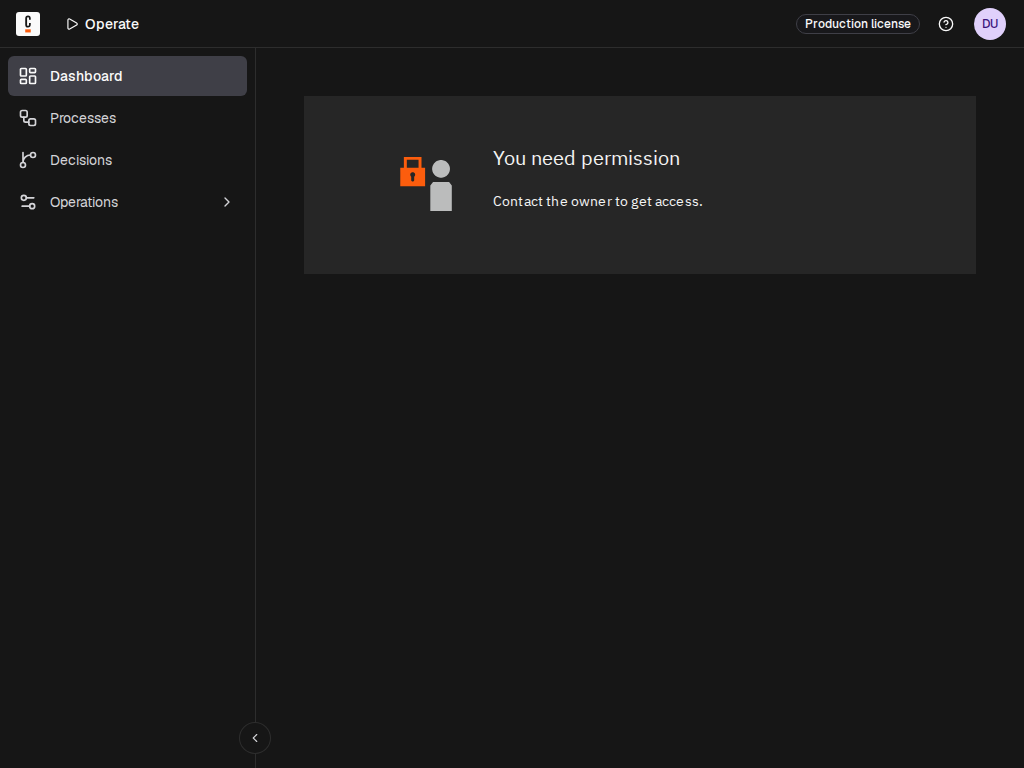 C
Operate
Production license
DU
Dashboard
Processes
Decisions
Operations
You need permission
Contact the owner to get access.